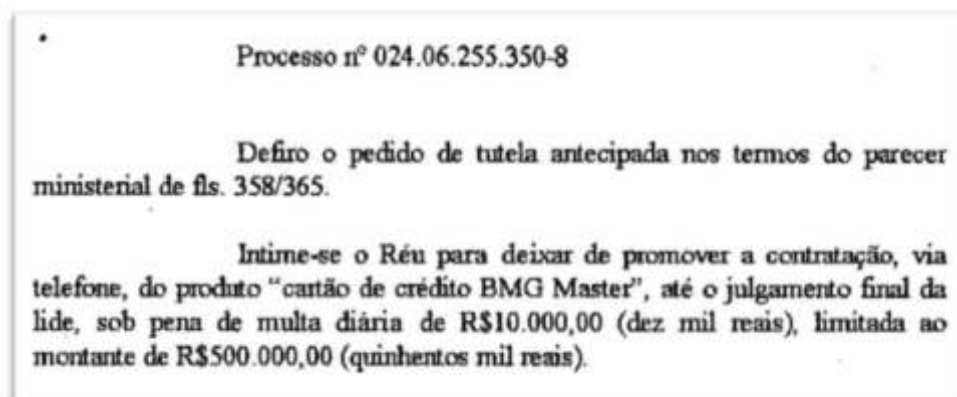 Processo nº 024.06.255.350-8
Defiro o pedido de tutela antecipada nos termos do parecer
ministerial de fls. 358/365.
Intime-se o Réu para deixar de promover a contratação, via
telefone, do produto “cartão de crédito BMG Master”, até o julgamento final da
lide, sob pena de multa diária de R$10.000,00 (dez mil reais), limitada ao
montante de R$500.000,00 (quinhentos mil reais).